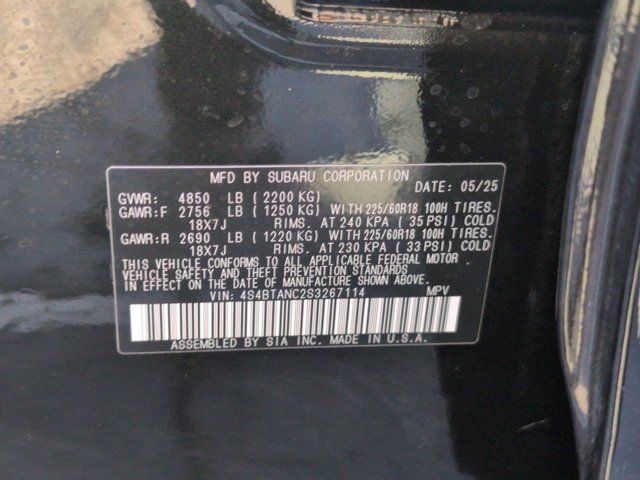 MFD BY SUBARU CORPORATION
DATE: 05/25
GVWR: 4850 LB (2200 KG)
GAWR:F 2756 LB (1250 KG) WITH 225/60R18 100H TIRES.
18X7J RIMS. AT 240 KPA (35 PSI) COLD
GAWR:R 2690 LB (1220 KG) WITH 225/60R18 100H TIRES.
18X7J RIMS. AT 230 KPA (33 PSI) COLD
THIS VEHICLE CONFORMS TO ALL APPLICABLE FEDERAL MOTOR
VEHICLE SAFETY AND THEFT PREVENTION STANDARDS
IN EFFECT ON THE DATE OF MANUFACTURE SHOWN ABOVE.
VIN: 4S4BTANC2S3267114 MPV
ASSEMBLED BY SIA INC. MADE IN U.S.A.